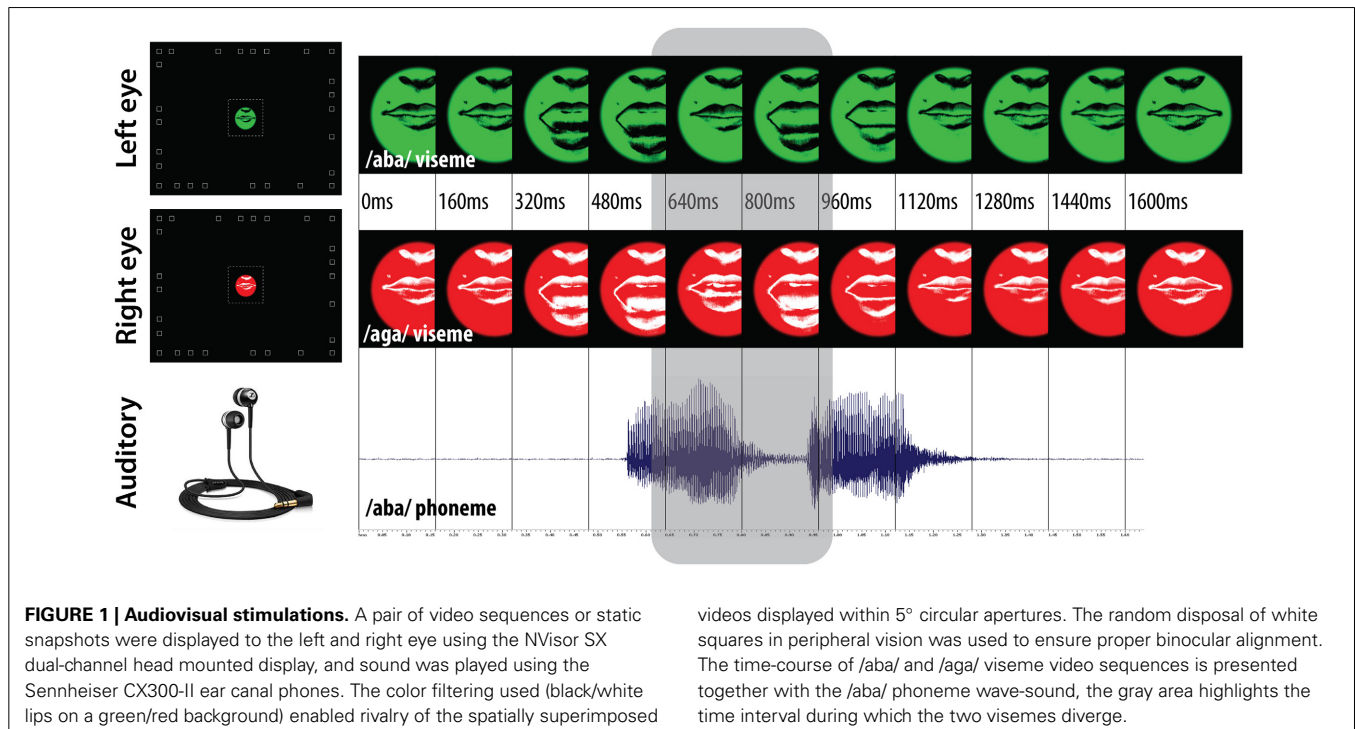 Left eye
/aba/ viseme
0ms 160ms 320ms 480ms 640ms 800ms 960ms 1120ms 1280ms 1440ms 1600ms
Right eye
/aga/ viseme
Auditory
/aba/ phoneme
FIGURE 1 | Audiovisual stimulations. A pair of video sequences or static
snapshots were displayed to the left and right eye using the NVisor SX
dual-channel head mounted display, and sound was played using the
Sennheiser CX300-II ear canal phones. The color filtering used (black/white
lips on a green/red background) enabled rivalry of the spatially superimposed
videos displayed within 5° circular apertures. The random disposal of white
squares in peripheral vision was used to ensure proper binocular alignment.
The time-course of /aba/ and /aga/ viseme video sequences is presented
together with the /aba/ phoneme wave-sound, the gray area highlights the
time interval during which the two visemes diverge.